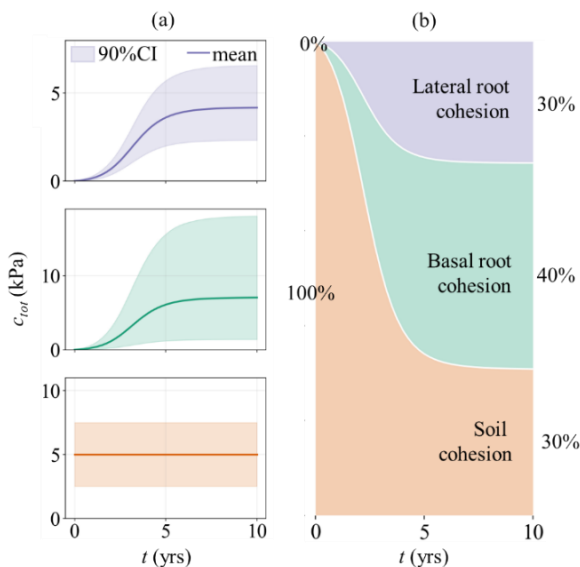 (a)
(b)
90%CI
mean
5
0
10
0
c_tot (kPa)
10
5
0
0
5
10
t (yrs)
0%
0
100%
Lateral root
cohesion
30%
Basal root
cohesion
40%
Soil
cohesion
30%
0
5
10
t (yrs)